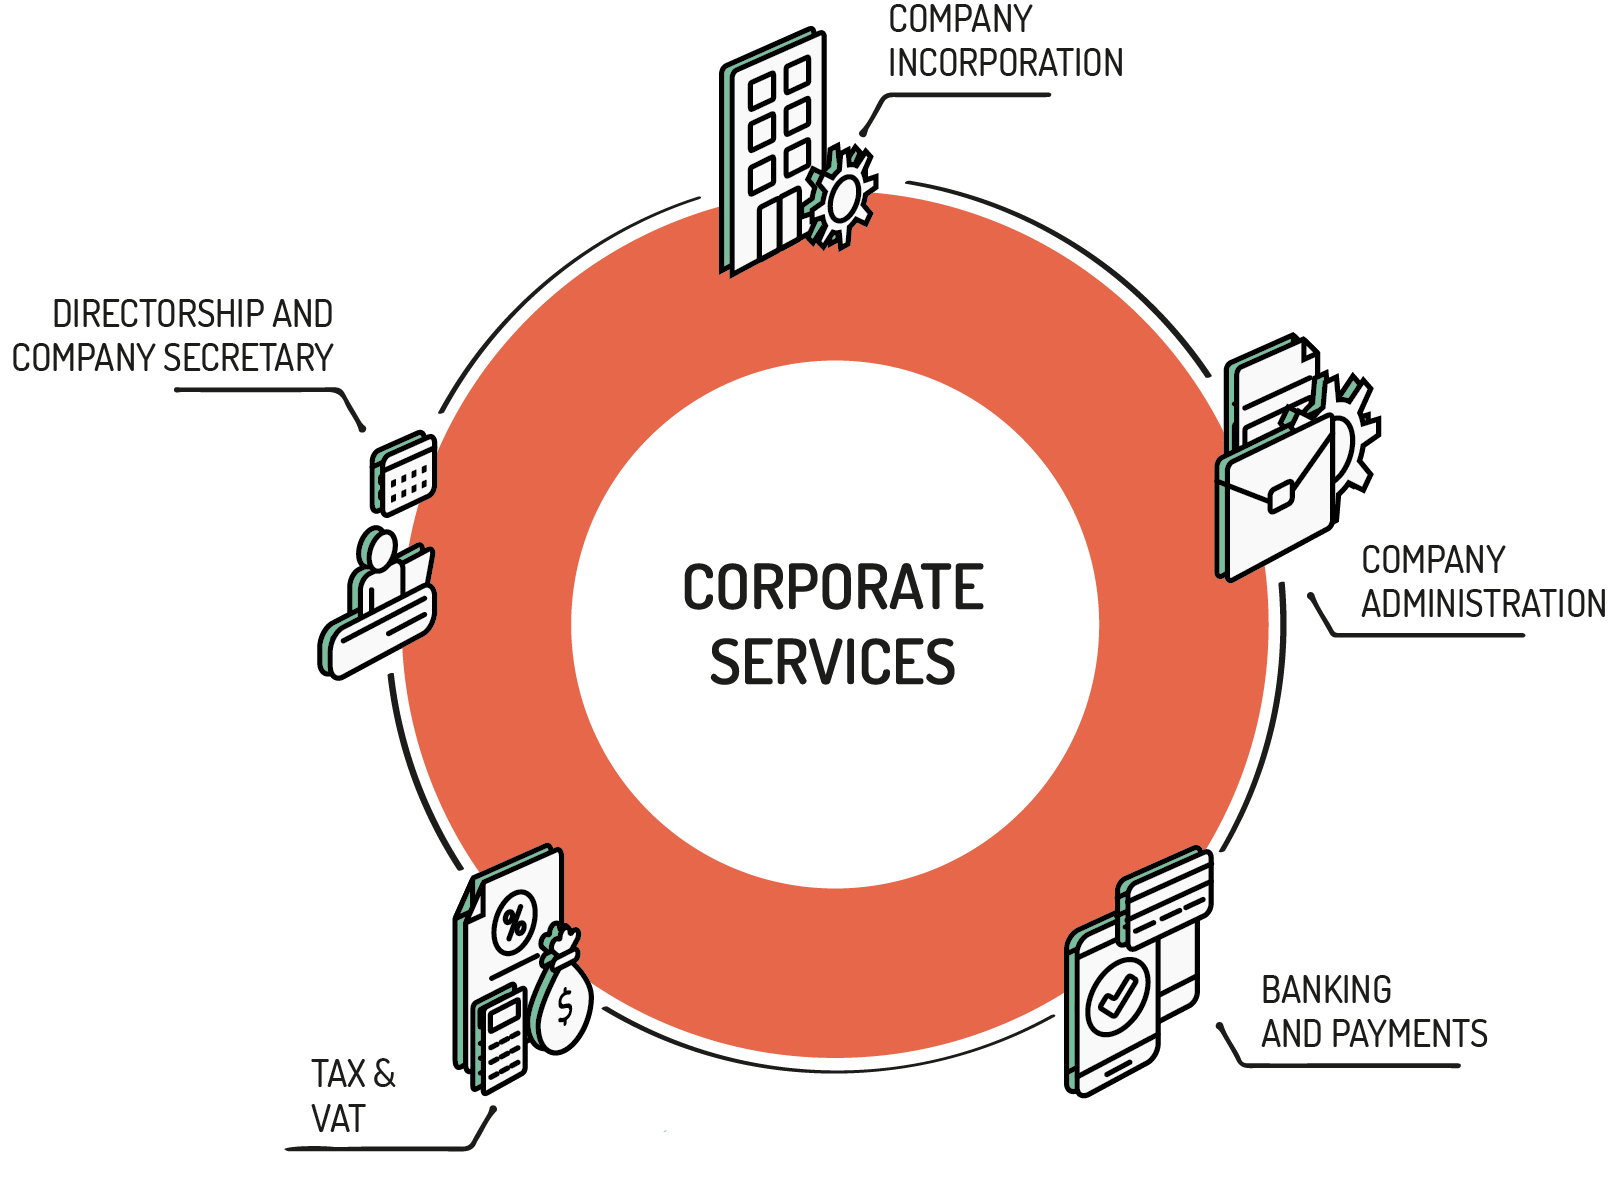 COMPANY
INCORPORATION
DIRECTORSHIP AND
COMPANY SECRETARY
COMPANY
ADMINISTRATION
CORPORATE
SERVICES
BANKING
AND PAYMENTS
TAX &
VAT
%
$